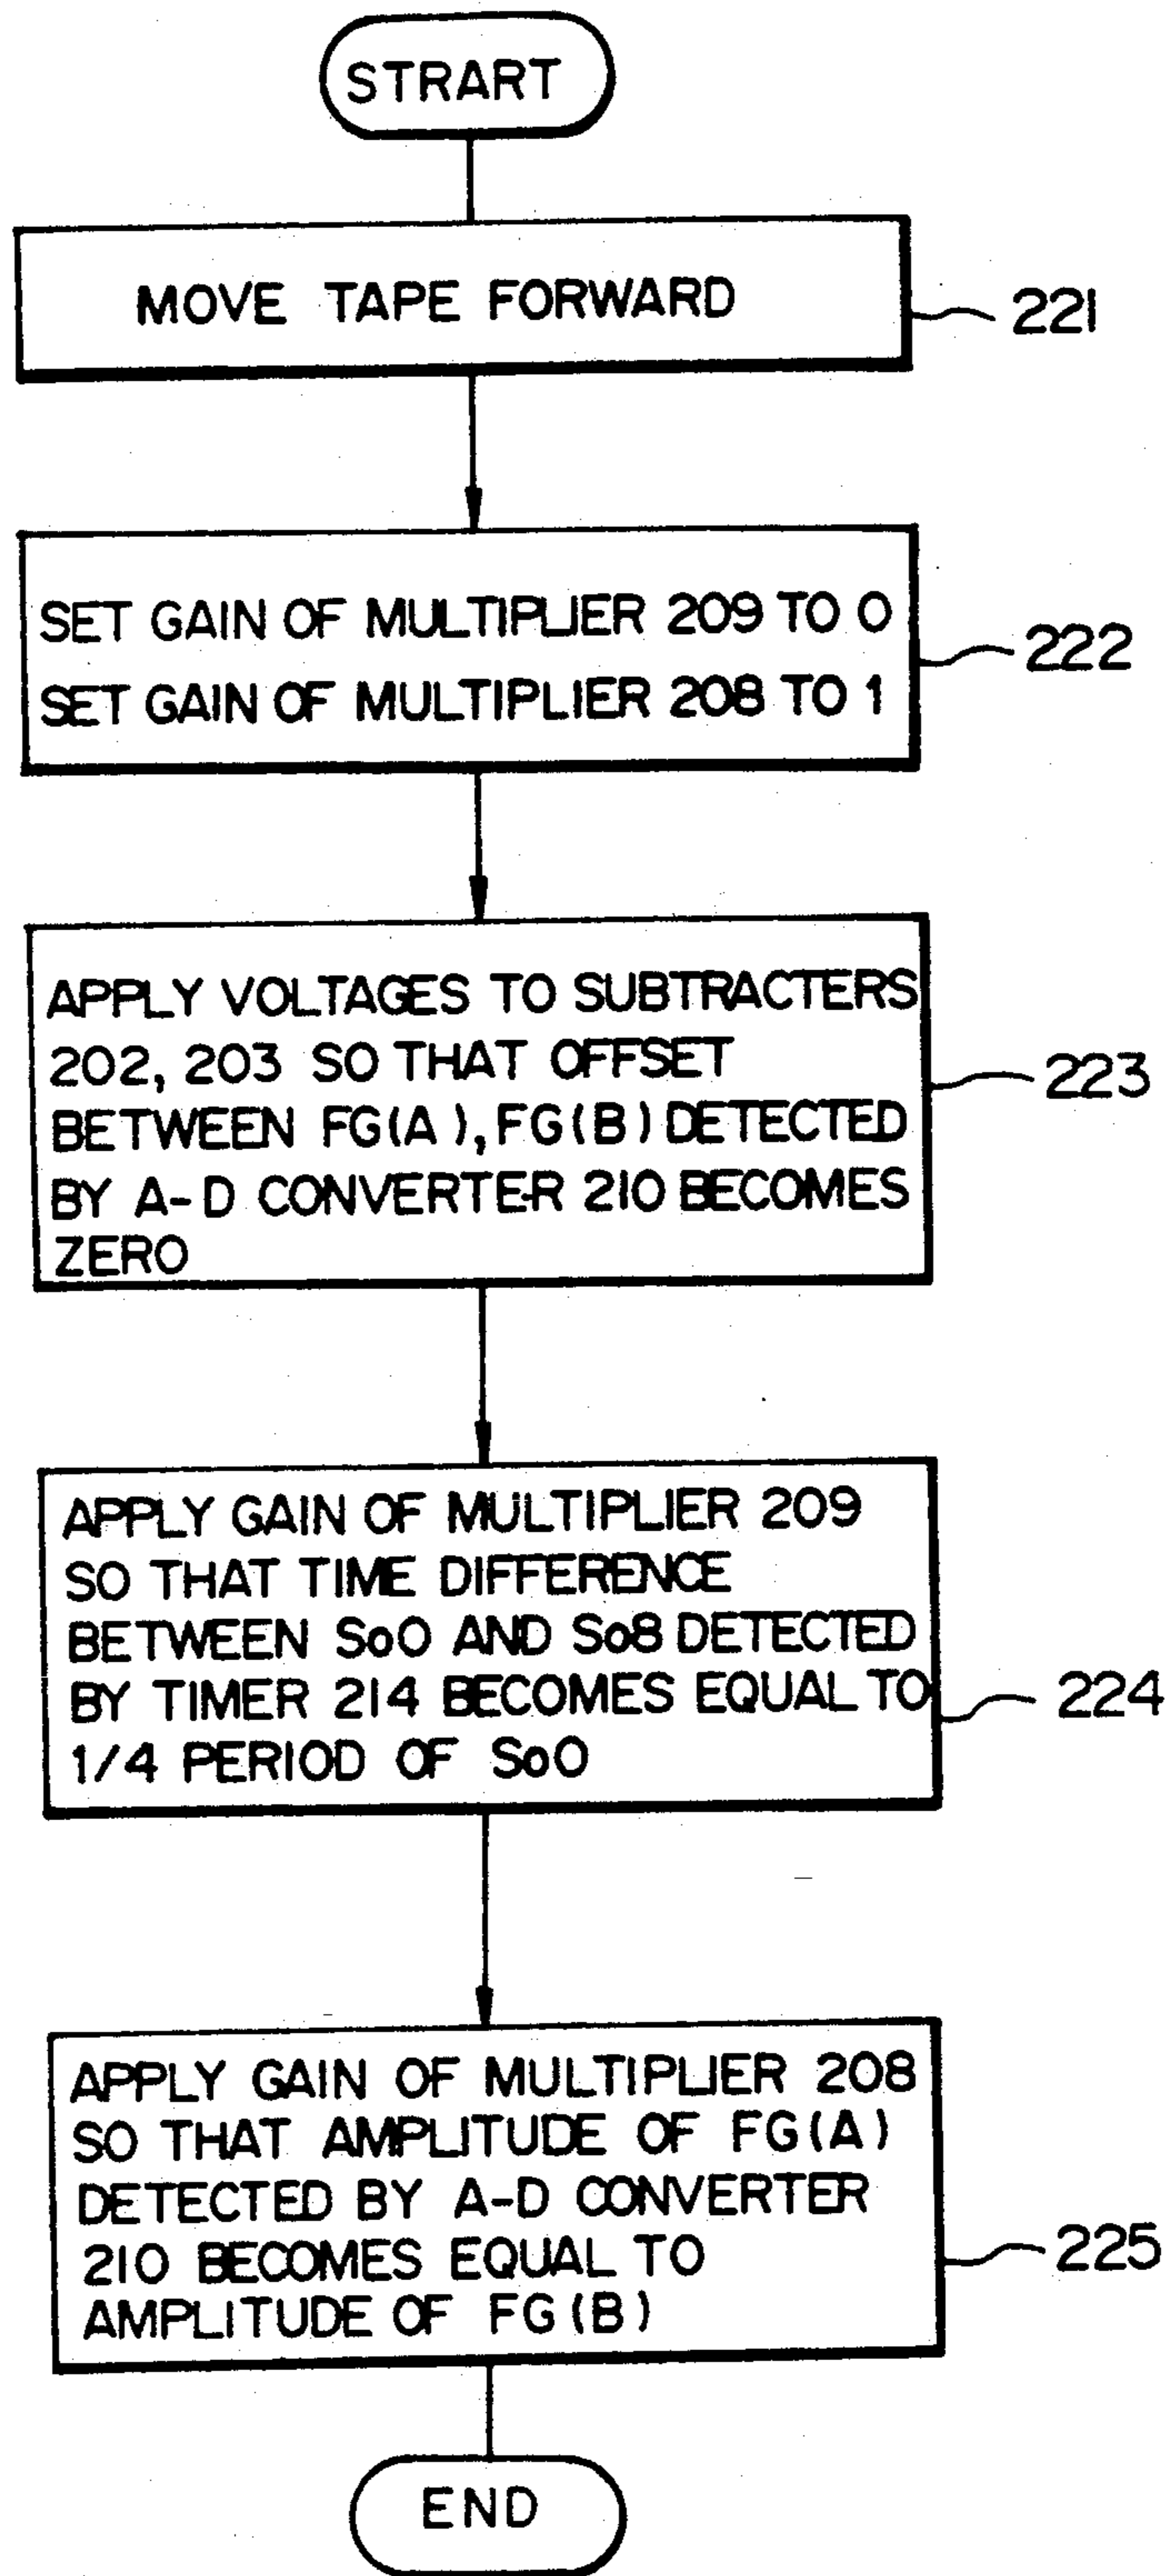 STRART
MOVE TAPE FORWARD
221
SET GAIN OF MULTIPLIER 209 TO 0
SET GAIN OF MULTIPLIER 208 TO 1
222
APPLY VOLTAGES TO SUBTRACTERS
202, 203 SO THAT OFFSET
BETWEEN FG(A), FG(B) DETECTED
BY A-D CONVERTER 210 BECOMES
ZERO
223
APPLY GAIN OF MULTIPLIER 209
SO THAT TIME DIFFERENCE
BETWEEN So0 AND So8 DETECTED
BY TIMER 214 BECOMES EQUAL TO
1/4 PERIOD OF So0
224
APPLY GAIN OF MULTIPLIER 208
SO THAT AMPLITUDE OF FG(A)
DETECTED BY A-D CONVERTER
210 BECOMES EQUAL TO
AMPLITUDE OF FG(B)
225
END